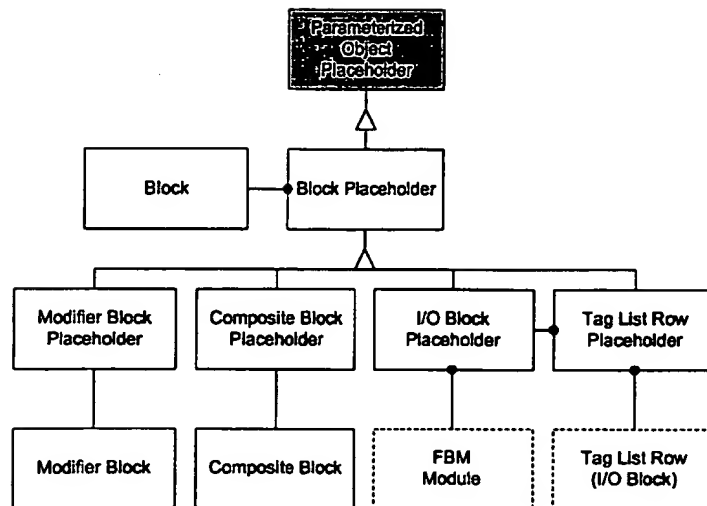 Parameterized
Object
Placeholder
Block
Block Placeholder
Modifier Block
Placeholder
Composite Block
Placeholder
I/O Block
Placeholder
Tag List Row
Placeholder
Modifier Block
Composite Block
FBM
Module
Tag List Row
(I/O Block)